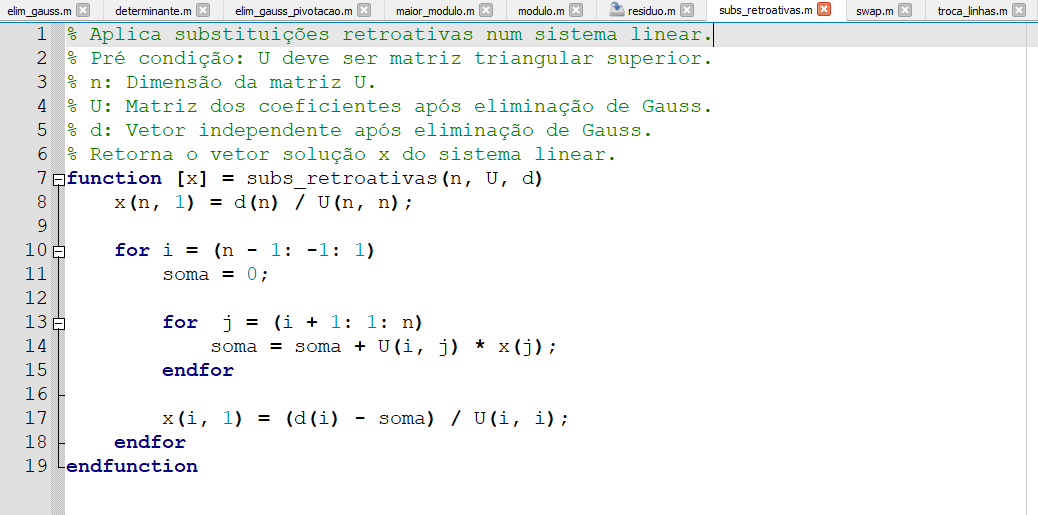 elim_gauss.m determinante.m elim_gauss_pivotacao.m maior_modulo.m modulo.m residuo.m subs_retroativas.m swap.m troca_linhas.m
1 % Aplica substituições retroativas num sistema linear.
2 % Pré condição: U deve ser matriz triangular superior.
3 % n: Dimensão da matriz U.
4 % U: Matriz dos coeficientes após eliminação de Gauss.
5 % d: Vetor independente após eliminação de Gauss.
6 % Retorna o vetor solução x do sistema linear.
7 function [x] = subs_retroativas(n, U, d)
8 x(n, 1) = d(n) / U(n, n);
9
10 for i = (n - 1: -1: 1)
11 soma = 0;
12
13 for  j = (i + 1: 1: n)
14 soma = soma + U(i, j) * x(j);
15 endfor
16
17 x(i, 1) = (d(i) - soma) / U(i, i);
18 endfor
19 endfunction